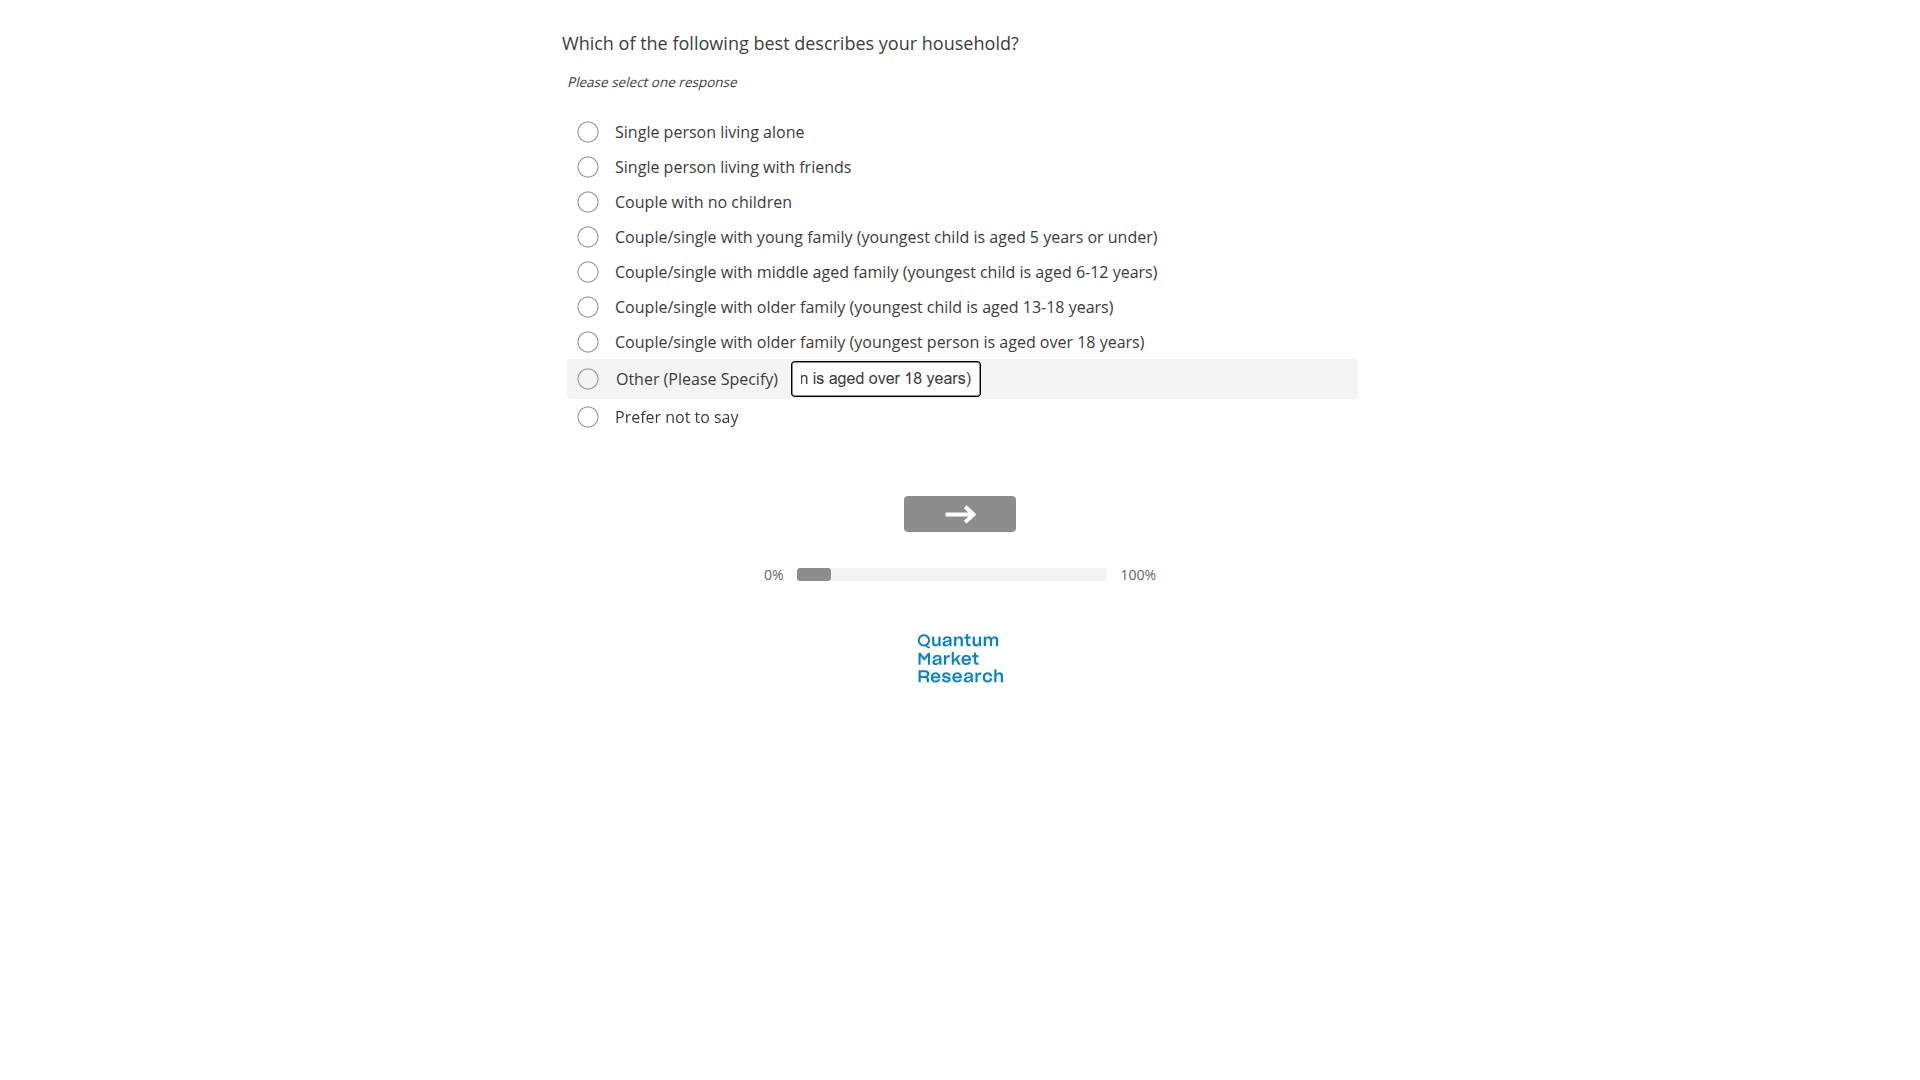 Which of the following best describes your household?
Please select one response
Single person living alone
Single person living with friends
Couple with no children
Couple/single with young family (youngest child is aged 5 years or under)
Couple/single with middle aged family (youngest child is aged 6-12 years)
Couple/single with older family (youngest child is aged 13-18 years)
Couple/single with older family (youngest person is aged over 18 years)
Other (Please Specify) n is aged over 18 years)
Prefer not to say
0% 100%
Quantum
Market
Research